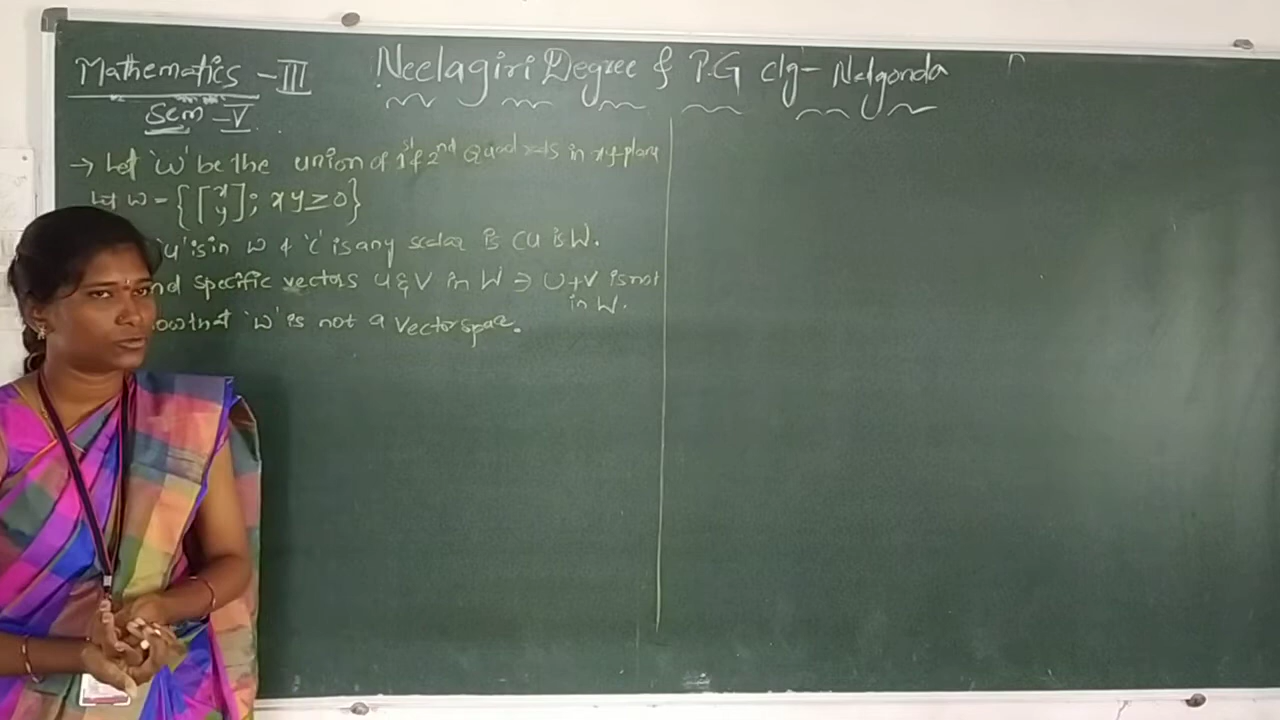 Mathematics - III
Sem - V
Neelagiri Degree & P.G clg - Nalgonda
→ Let 'W' be the union of 1st & 2nd Quadrants in xy-plane
Let W = { [x y] ; xy ≥ 0 }
'u' is in W & 'c' is any scalar is cu is W.
nd specific vectors u & v in W ∋ u+v is not in W.
ow that 'W' is not a Vector space.